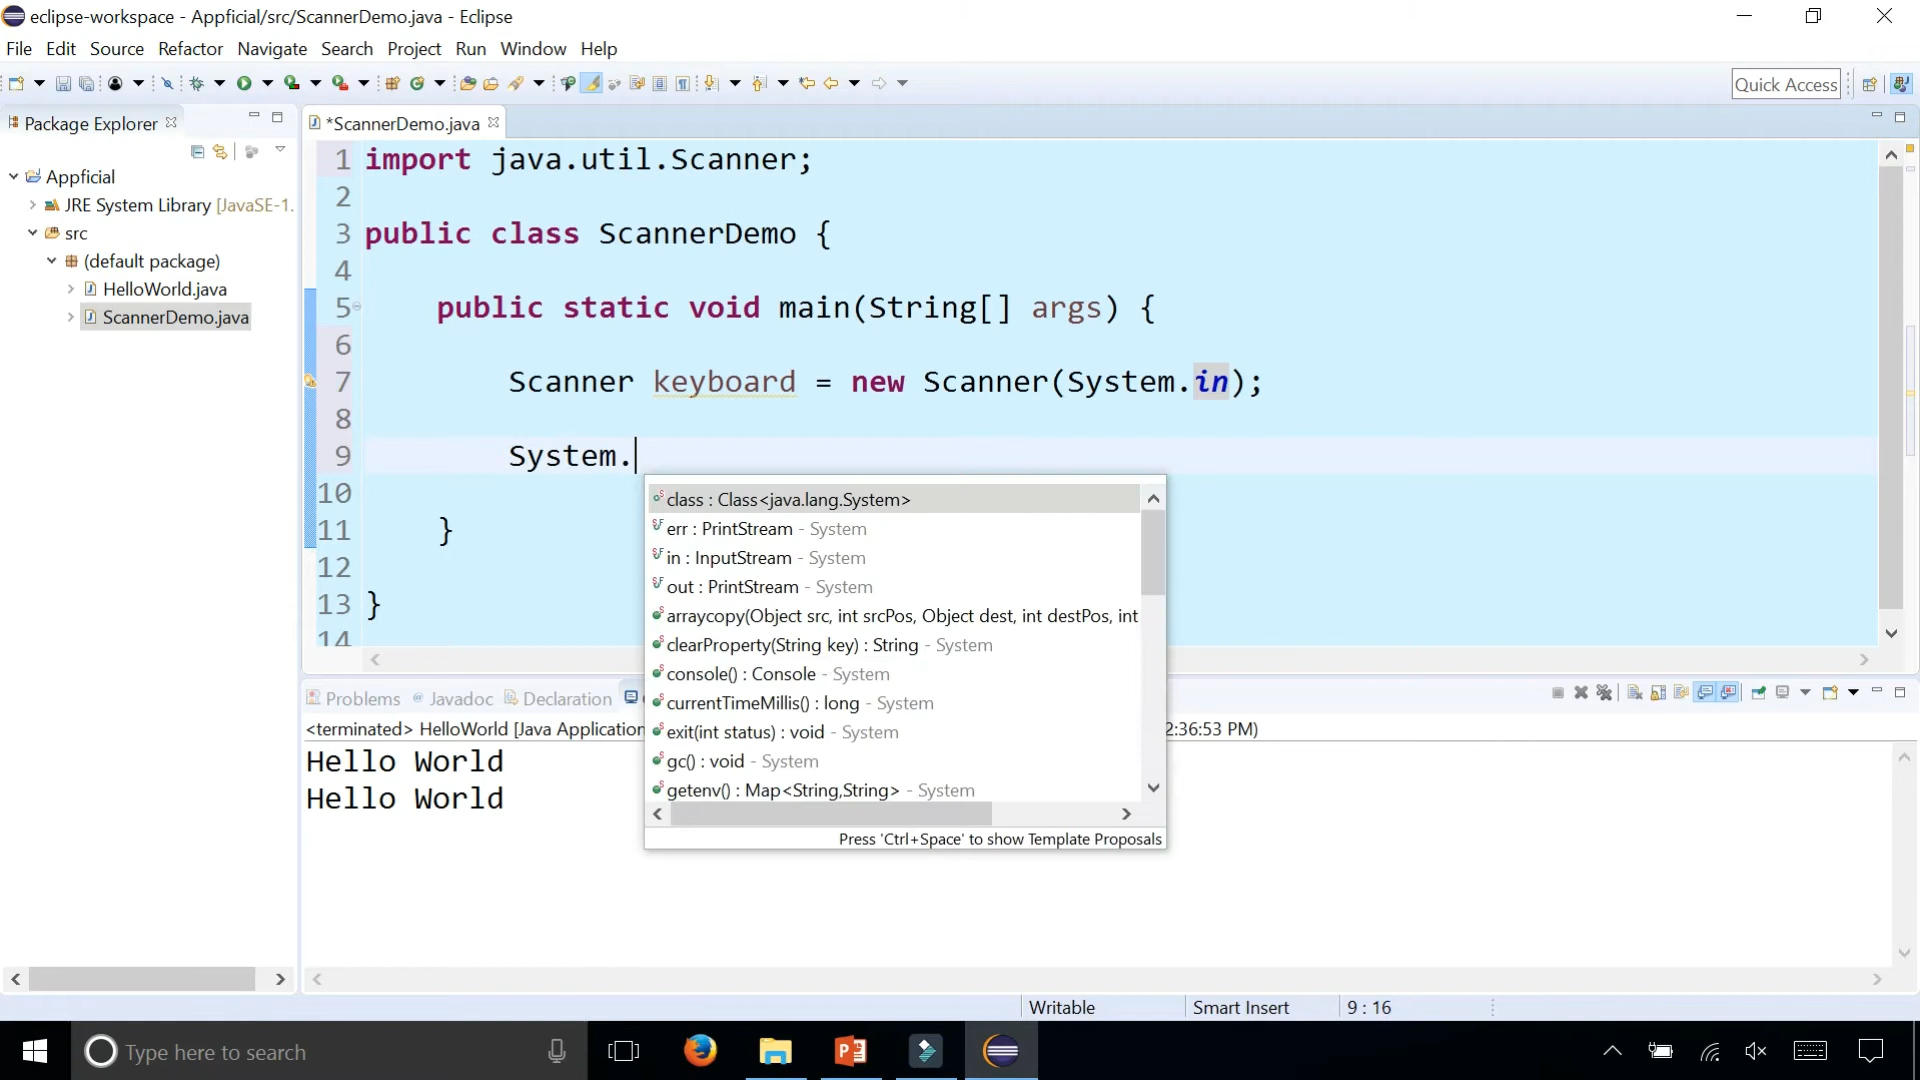 eclipse-workspace - Appficial/src/ScannerDemo.java - Eclipse
File Edit Source Refactor Navigate Search Project Run Window Help
Quick Access
Package Explorer
*ScannerDemo.java
Appficial
JRE System Library [JavaSE-1.
src
(default package)
HelloWorld.java
ScannerDemo.java
1 import java.util.Scanner;
2
3 public class ScannerDemo {
4
5 public static void main(String[] args) {
6
7 Scanner keyboard = new Scanner(System.in);
8
9 System.
10
11 }
12
13 }
14
class : Class<java.lang.System>
err : PrintStream - System
in : InputStream - System
out : PrintStream - System
arraycopy(Object src, int srcPos, Object dest, int destPos, int
clearProperty(String key) : String - System
console() : Console - System
currentTimeMillis() : long - System
exit(int status) : void - System
gc() : void - System
getenv() : Map<String,String> - System
Press 'Ctrl+Space' to show Template Proposals
Problems Javadoc Declaration
<terminated> HelloWorld [Java Application 2:36:53 PM)
Hello World
Hello World
Writable Smart Insert 9 : 16
Type here to search